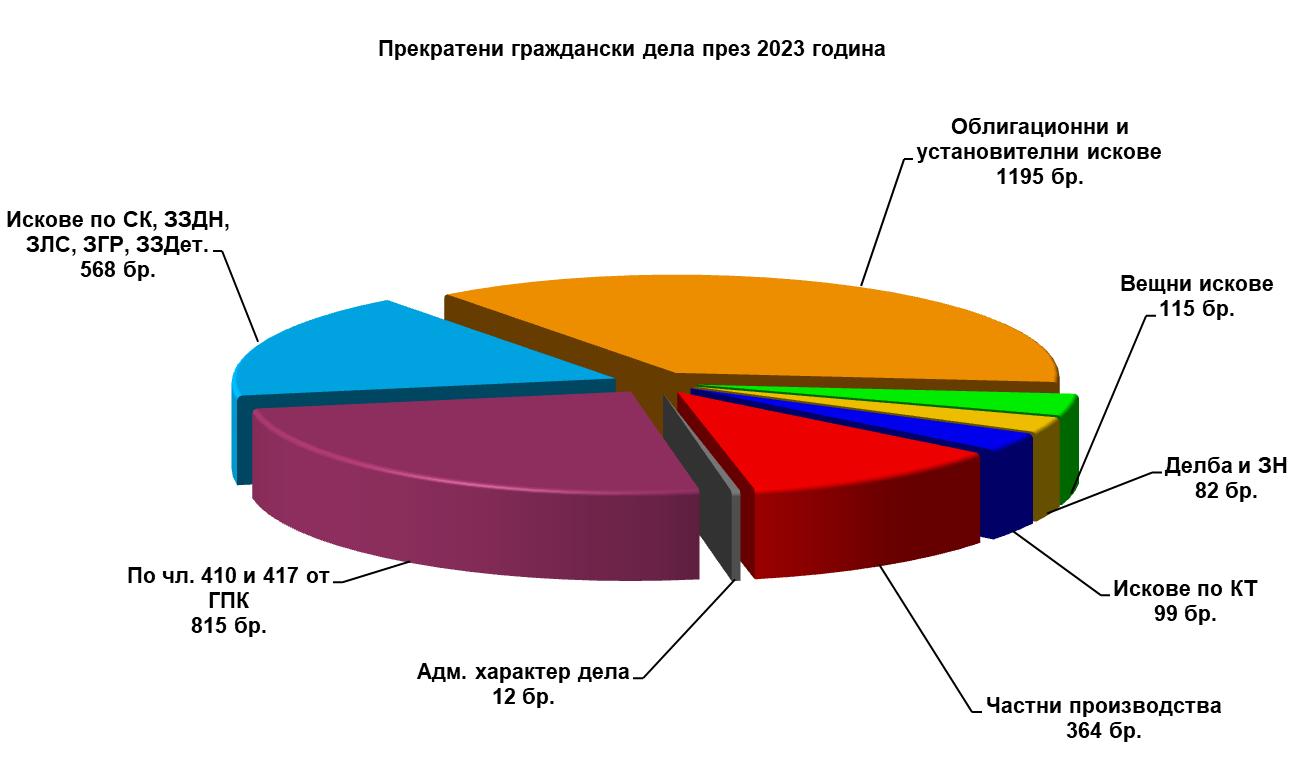 Прекратени граждански дела през 2023 година
Облигационни и
установителни искове
1195 бр.
Искове по СК, ЗЗДН,
ЗЛС, ЗГР, ЗЗДет.
568 бр.
Вещни искове
115 бр.
Делба и ЗН
82 бр.
Искове по КТ
99 бр.
По чл. 410 и 417 от
ГПК
815 бр.
Адм. характер дела
12 бр.
Частни производства
364 бр.